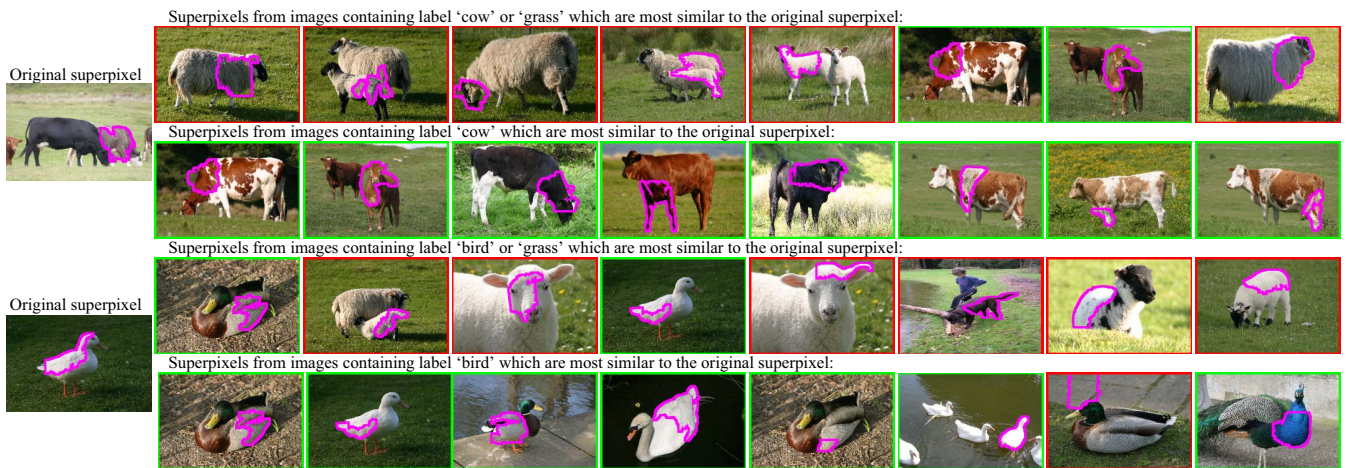 Superpixels from images containing label ‘cow’ or ‘grass’ which are most similar to the original superpixel:
Original superpixel
Superpixels from images containing label ‘cow’ which are most similar to the original superpixel:
Superpixels from images containing label ‘bird’ or ‘grass’ which are most similar to the original superpixel:
Original superpixel
Superpixels from images containing label ‘bird’ which are most similar to the original superpixel: